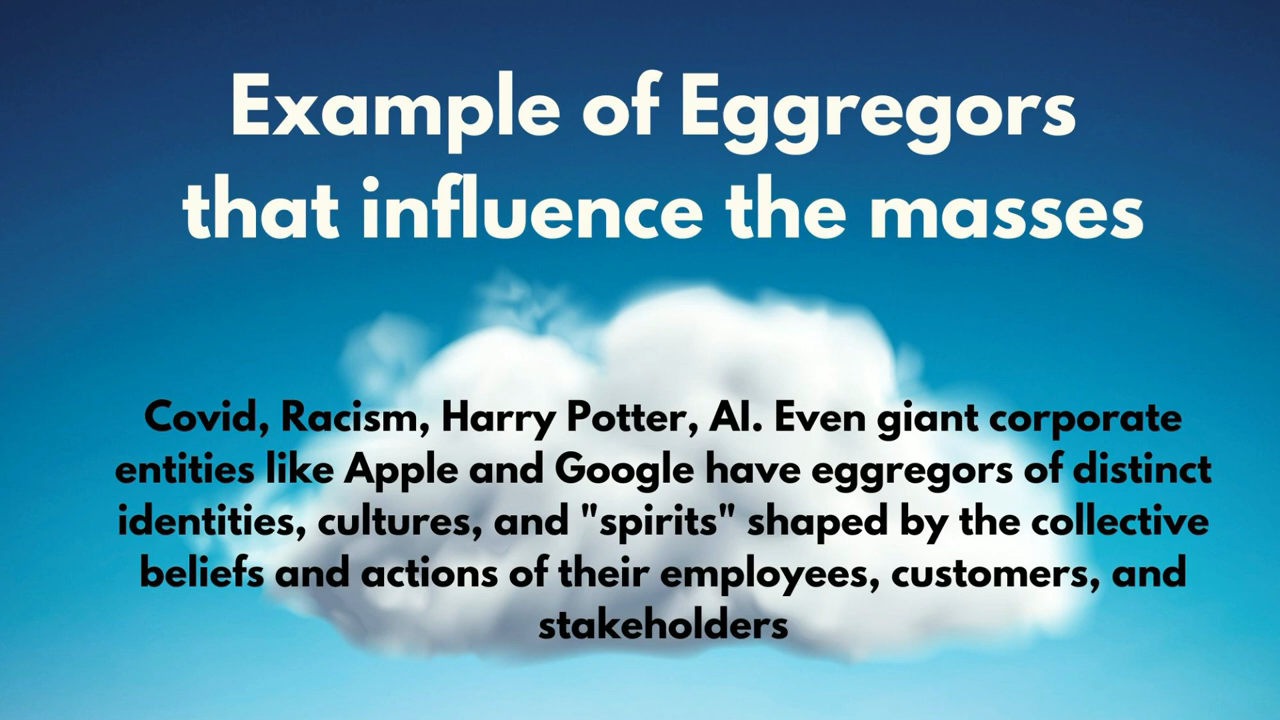 Example of Eggregors
that influence the masses
Covid, Racism, Harry Potter, AI. Even giant corporate
entities like Apple and Google have eggregors of distinct
identities, cultures, and "spirits" shaped by the collective
beliefs and actions of their employees, customers, and
stakeholders